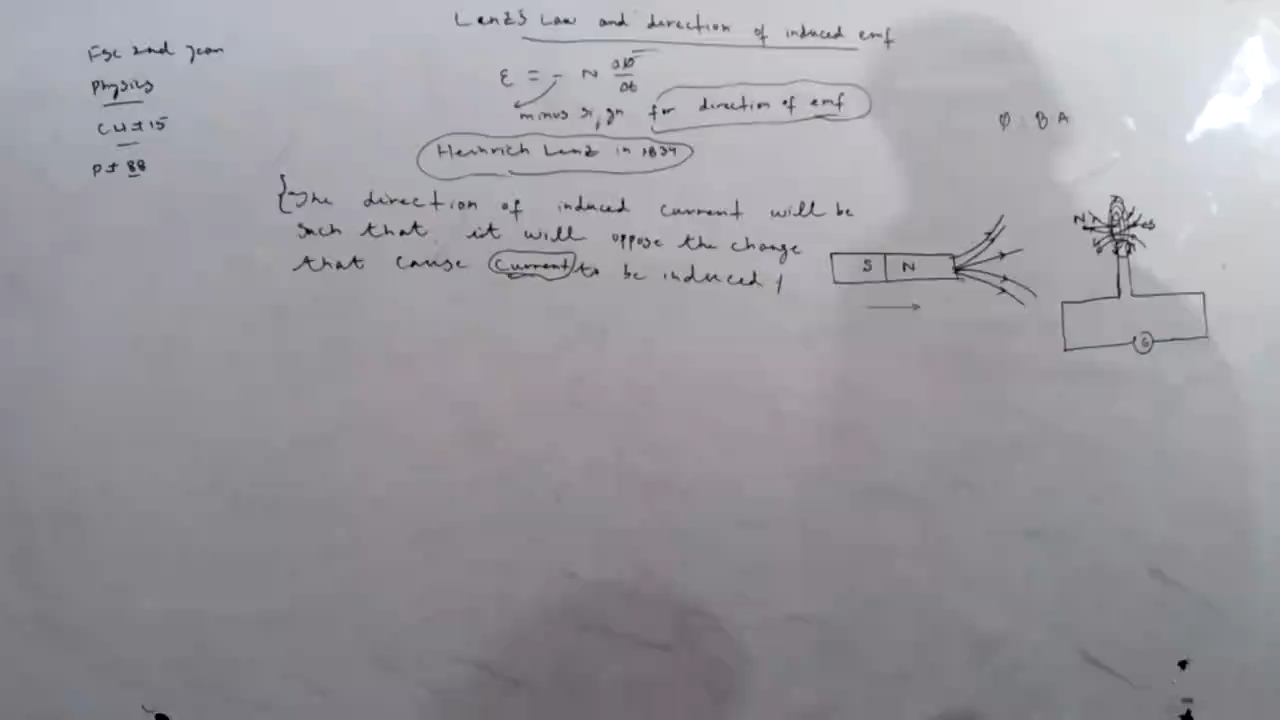 Lenz's Law and direction of induced emf
Fsc 2nd year
Physics
CH # 15
P # 88
ε = - N ΔΦ/Δt
minus sign for direction of emf
Heinrich Lenz in 1834
{ The direction of induced current will be
such that it will oppose the change
that cause current to be induced }
Φ B A
S N
N S
G